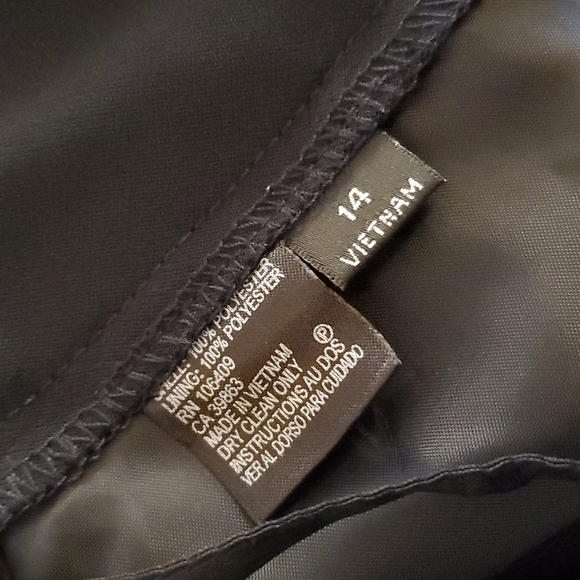 14
VIETNAM
SHELL: 100% POLYESTER
LINING: 100% POLYESTER
RN 106409
CA 39863
MADE IN VIETNAM
DRY CLEAN ONLY
INSTRUCTIONS AU DOS
VER AL DORSO PARA CUIDADO
P